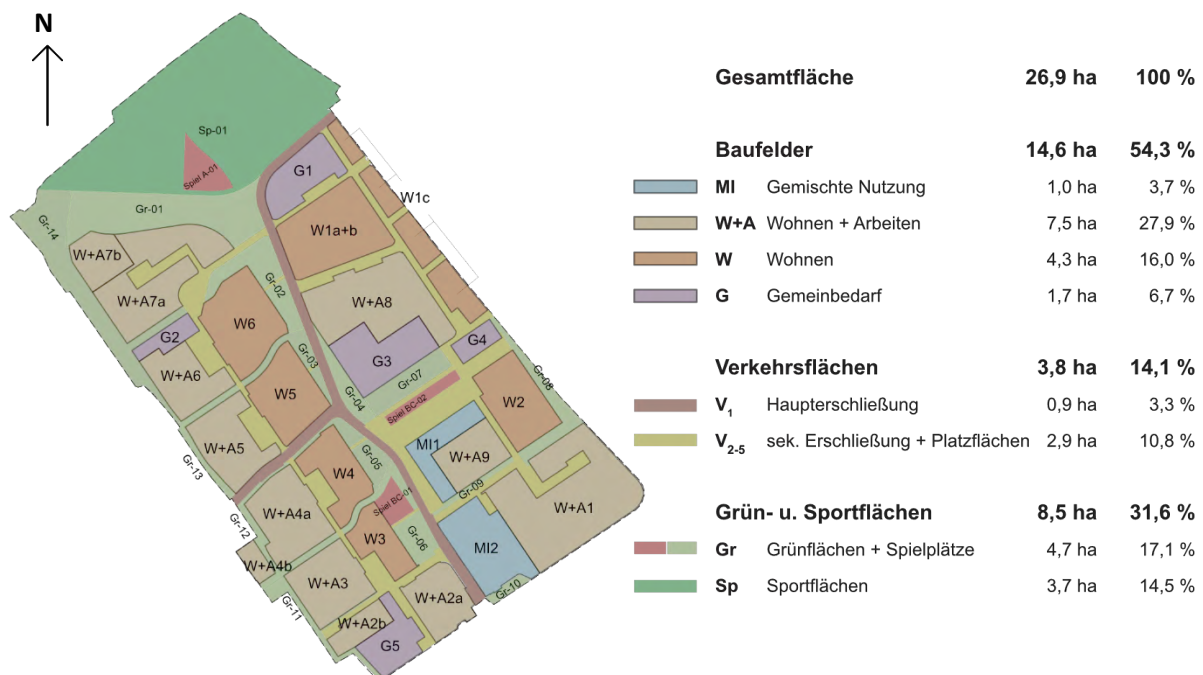 N
Sp-01
Spiel A-01
G1
Gr-01
W1c
Gr-14
W1a+b
W+A7b
Gr-02
W+A7a
W+A8
W6
G2
G4
Gr-03
G3
W+A6
Gr-07
Gr-08
W5
Gr-04
W2
Spiel BC-02
MI1
W+A5
Gr-05
W+A9
Gr-13
W4
Gr-09
Spiel BC-01
W+A1
W+A4a
Gr-12
W3
Gr-06
MI2
W+A4b
W+A3
Gr-10
W+A2a
Gr-11
W+A2b
G5
Gesamtfläche 26,9 ha 100 %
Baufelder 14,6 ha 54,3 %
MI Gemischte Nutzung 1,0 ha 3,7 %
W+A Wohnen + Arbeiten 7,5 ha 27,9 %
W Wohnen 4,3 ha 16,0 %
G Gemeinbedarf 1,7 ha 6,7 %
Verkehrsflächen 3,8 ha 14,1 %
V1 Haupterschließung 0,9 ha 3,3 %
V2-5 sek. Erschließung + Platzflächen 2,9 ha 10,8 %
Grün- u. Sportflächen 8,5 ha 31,6 %
Gr Grünflächen + Spielplätze 4,7 ha 17,1 %
Sp Sportflächen 3,7 ha 14,5 %